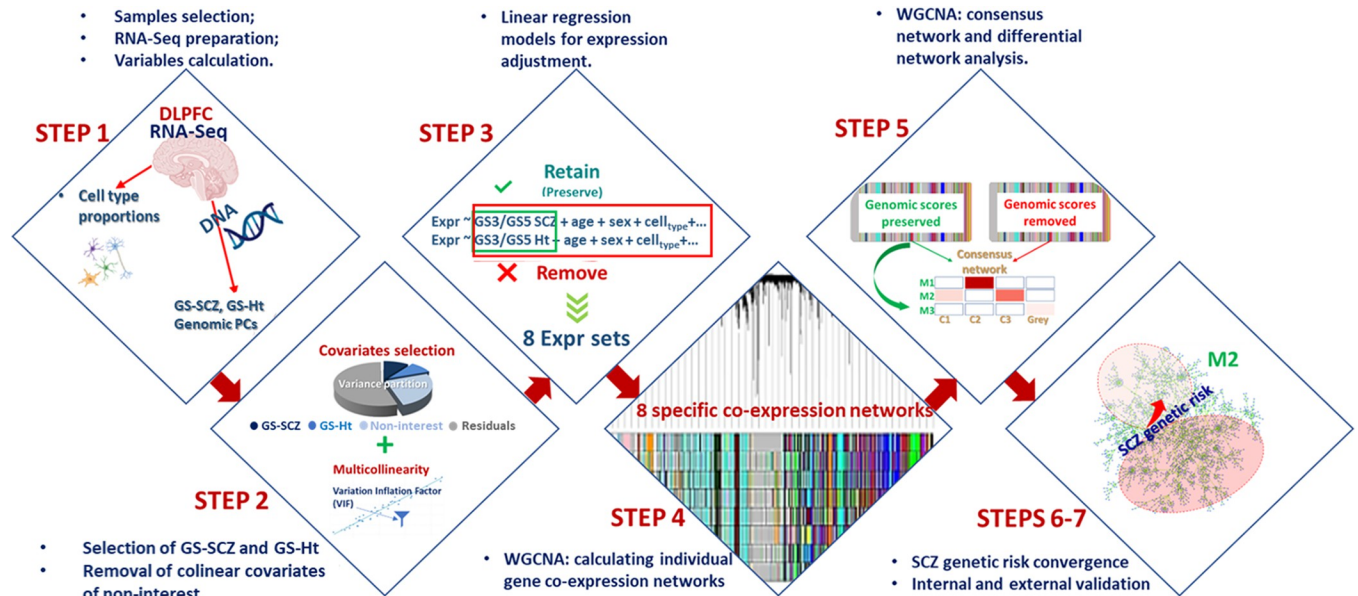 • Samples selection;
• RNA-Seq preparation;
• Variables calculation.
STEP 1
DLPFC
RNA-Seq
• Cell type
proportions
DNA
GS-SCZ, GS-Ht
Genomic PCs
Covariates selection
Variance partition
GS-SCZ
GS-Ht
Non-interest
Residuals
+
Multicollinearity
Variation Inflation Factor
(VIF)
STEP 2
• Selection of GS-SCZ and GS-Ht
• Removal of colinear covariates
of non-interest
• Linear regression
models for expression
adjustment.
STEP 3
Retain
(Preserve)
Expr ~ GS3/GS5 SCZ + age + sex + celltype+...
Expr ~ GS3/GS5 Ht + age + sex + celltype+...
Remove
8 Expr sets
8 specific co-expression networks
STEP 4
• WGCNA: calculating individual
gene co-expression networks
• WGCNA: consensus
network and differential
network analysis.
STEP 5
Genomic scores
preserved
Genomic scores
removed
Consensus
network
M1
M2
M3
C1 C2 C3 Grey
M2
SCZ genetic risk
STEPS 6-7
• SCZ genetic risk convergence
• Internal and external validation